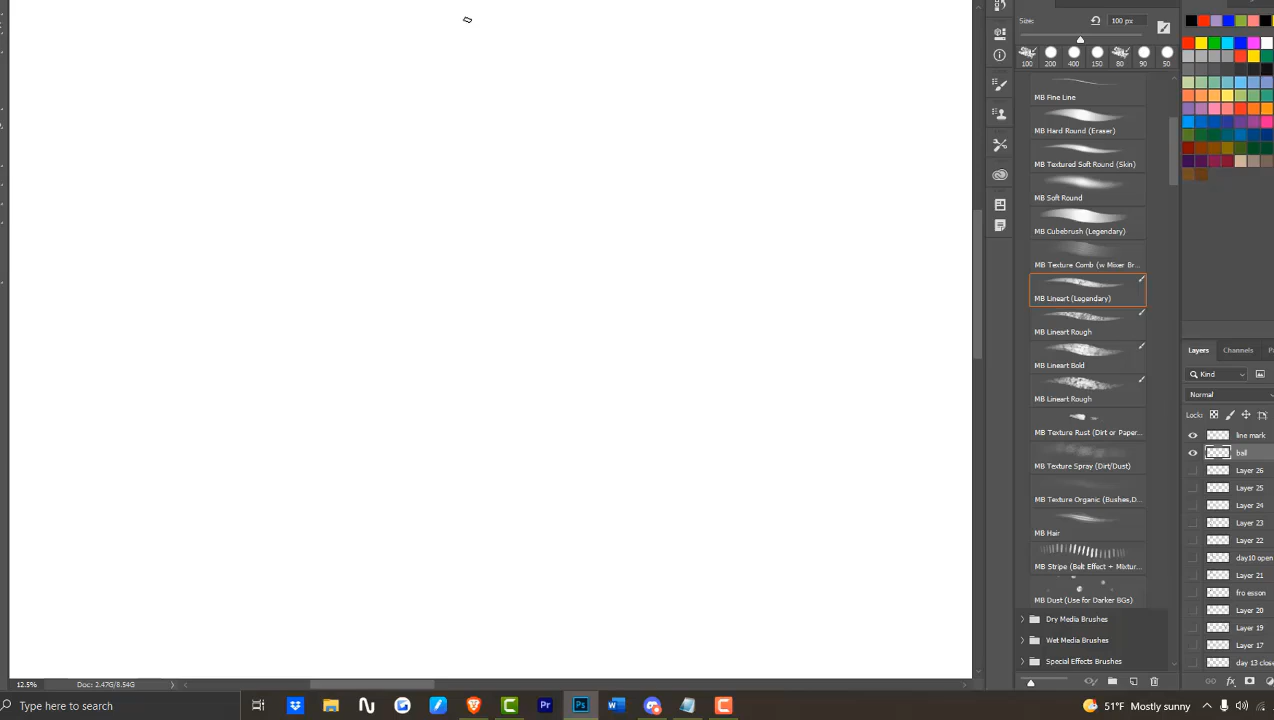 Size:
100 px
100 200 400 150 80 90 50
MB Fine Line
MB Hard Round (Eraser)
MB Textured Soft Round (Skin)
MB Soft Round
MB Cubebrush (Legendary)
MB Texture Comb (w Mixer Br...
MB Lineart (Legendary)
MB Lineart Rough
MB Lineart Bold
MB Lineart Rough
MB Texture Rust (Dirt or Paper...
MB Texture Spray (Dirt/Dust)
MB Texture Organic (Bushes,D...
MB Hair
MB Stripe (Belt Effect + Mixtur...
MB Dust (Use for Darker BGs)
Dry Media Brushes
Wet Media Brushes
Special Effects Brushes
Layers Channels
Kind
Normal
Lock:
line mark
ball
Layer 26
Layer 25
Layer 24
Layer 23
Layer 22
day10 open
Layer 21
fro esson
Layer 20
Layer 19
Layer 17
day 13 close
fx
12.5% Doc: 2.47G/8.54G
Type here to search
Pr
Ps
51°F Mostly sunny